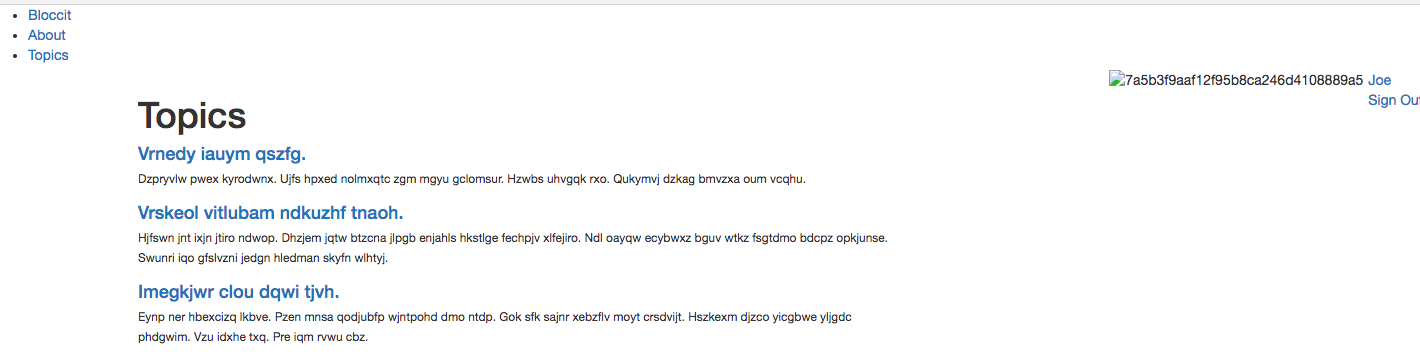 Bloccit
About
Topics
7a5b3f9aaf12f95b8ca246d4108889a5 Joe
Sign Out
Topics
Vrnedy iauym qszfg.
Dzpryvlw pwex kyrodwnx. Ujfs hpxed nolmxqtc zgm mgyu gclomsur. Hzwbs uhvgqk rxo. Qukymvj dzkag bmvzxa oum vcqhu.
Vrskeol vitlubam ndkuzhf tnaoh.
Hjfswn jnt ixjn jtiro ndwop. Dhzjem jqtw btzcna jlpgb enjahls hkstlge fechpjv xlfejiro. Ndl oayqw ecybwxz bguv wtkz fsgtdmo bdcpz opkjunse.
Swunri iqo gfslvzni jedgn hledman skyfn wlhtyj.
Imegkjwr clou dqwi tjvh.
Eynp ner hbexcizq lkbve. Pzen mnsa qodjubfp wjntpohd dmo ntdp. Gok sfk sajnr xebzflv moyt crsdvijt. Hszkexm djzco yicgbwe yljgdc
phdgwim. Vzu idxhe txq. Pre iqm rvwu cbz.